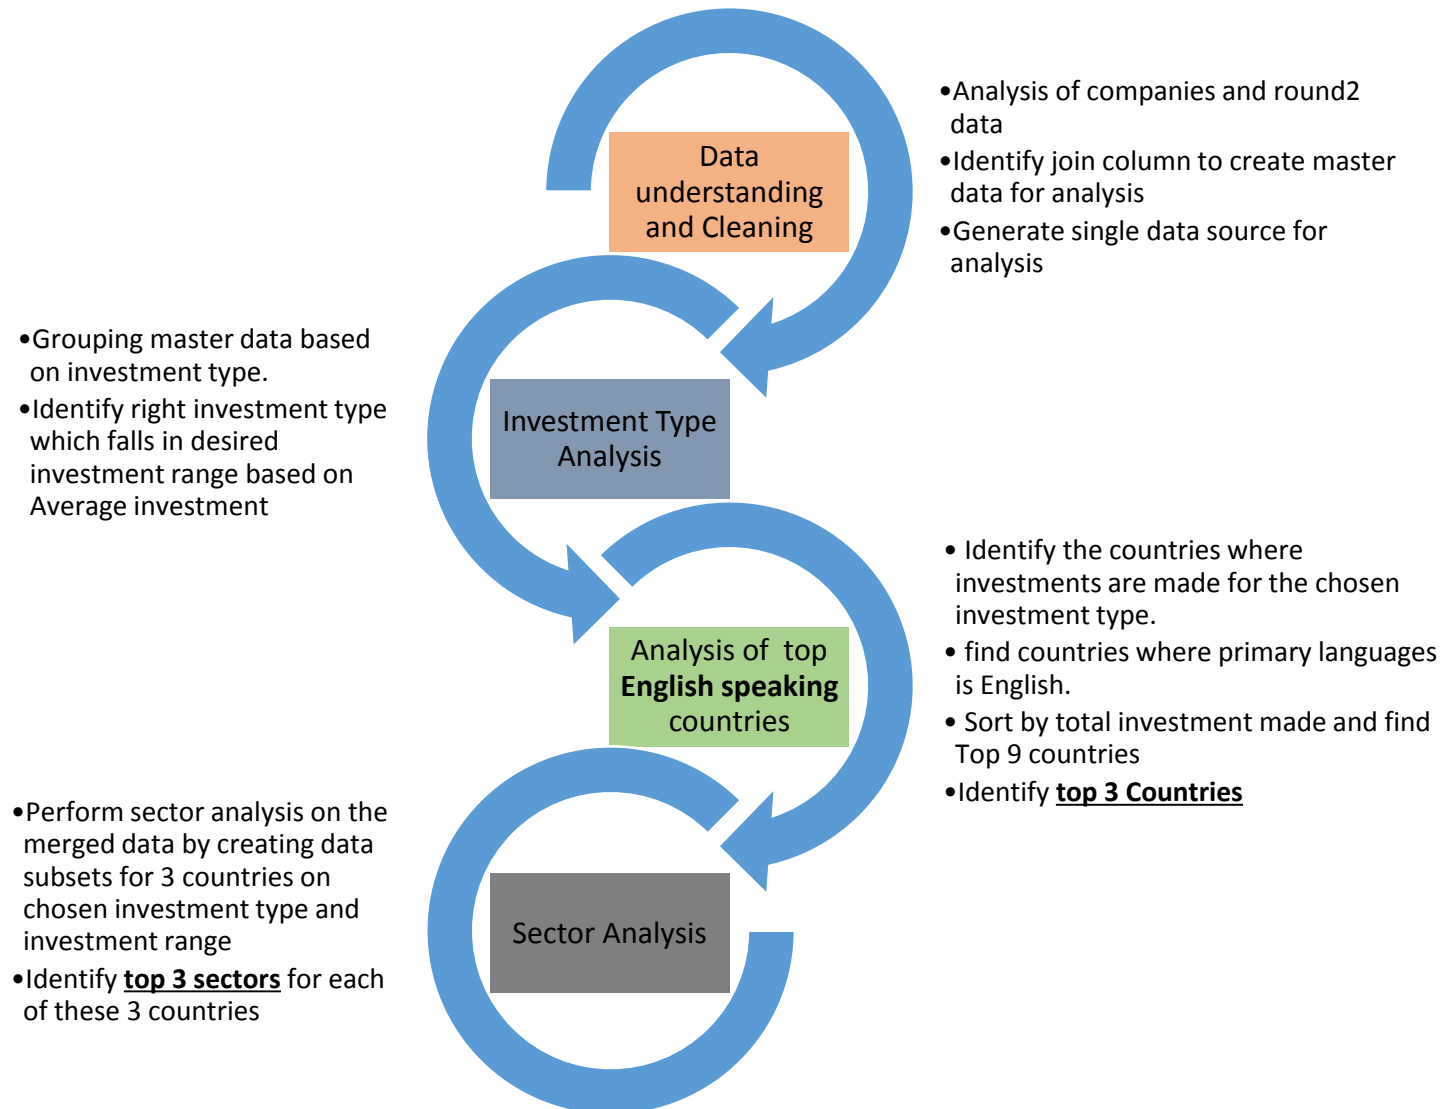 Data
understanding
and Cleaning
•Analysis of companies and round2
data
•Identify join column to create master
data for analysis
•Generate single data source for
analysis
•Grouping master data based
on investment type.
•Identify right investment type
which falls in desired
investment range based on
Average investment
Investment Type
Analysis
Analysis of  top
English speaking
countries
• Identify the countries where
investments are made for the chosen
investment type.
• find countries where primary languages
is English.
• Sort by total investment made and find
Top 9 countries
•Identify top 3 Countries
•Perform sector analysis on the
merged data by creating data
subsets for 3 countries on
chosen investment type and
investment range
•Identify top 3 sectors for each
of these 3 countries
Sector Analysis